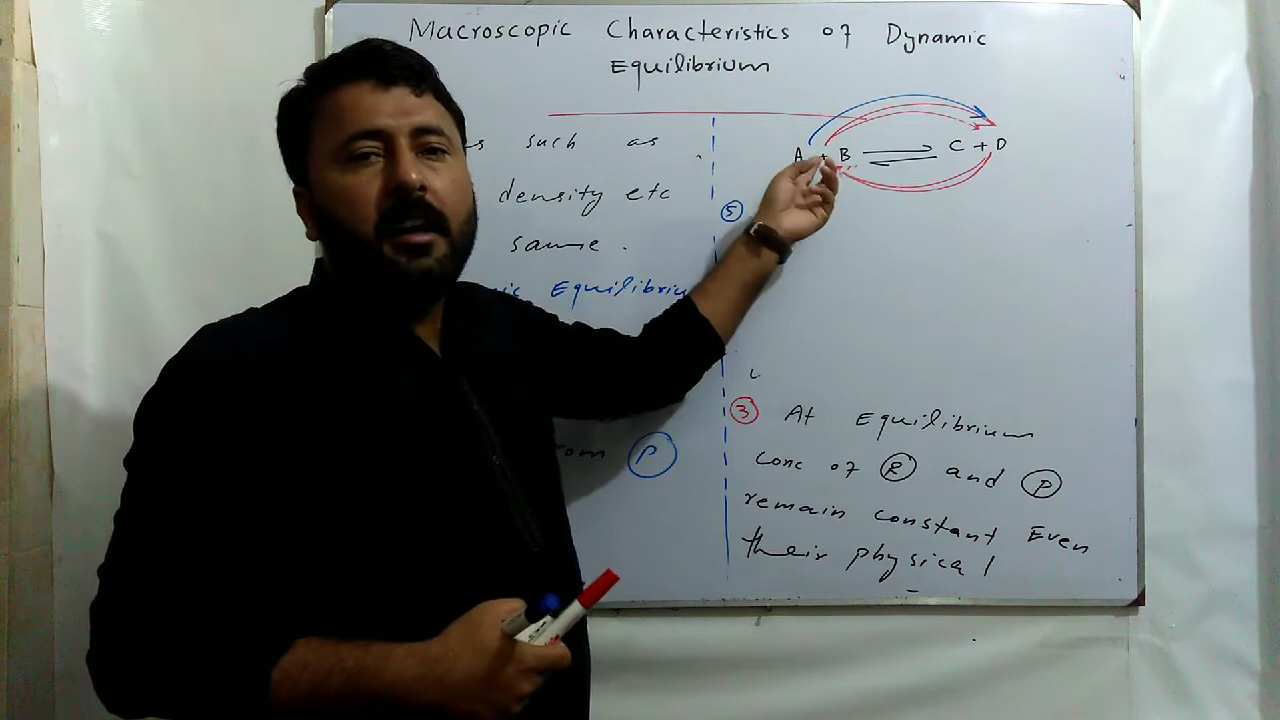 Macroscopic Characteristics of Dynamic
Equilibrium
such as
density etc
same.
Equilibriu
P
A + B ⇌ C + D
5
3 At Equilibrium
conc of R and P
remain constant Even
their physical